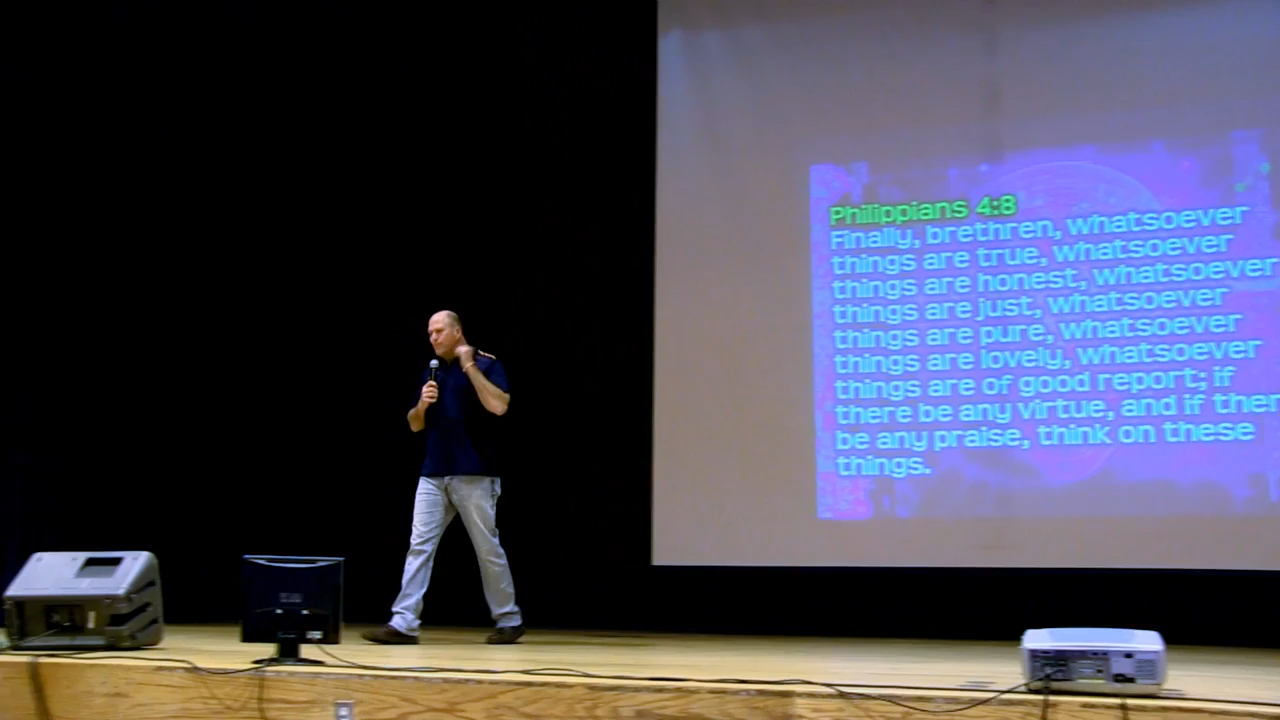 Philippians 4:8
Finally, brethren, whatsoever
things are true, whatsoever
things are honest, whatsoever
things are just, whatsoever
things are pure, whatsoever
things are lovely, whatsoever
things are of good report; if
there be any virtue, and if ther
be any praise, think on these
things.